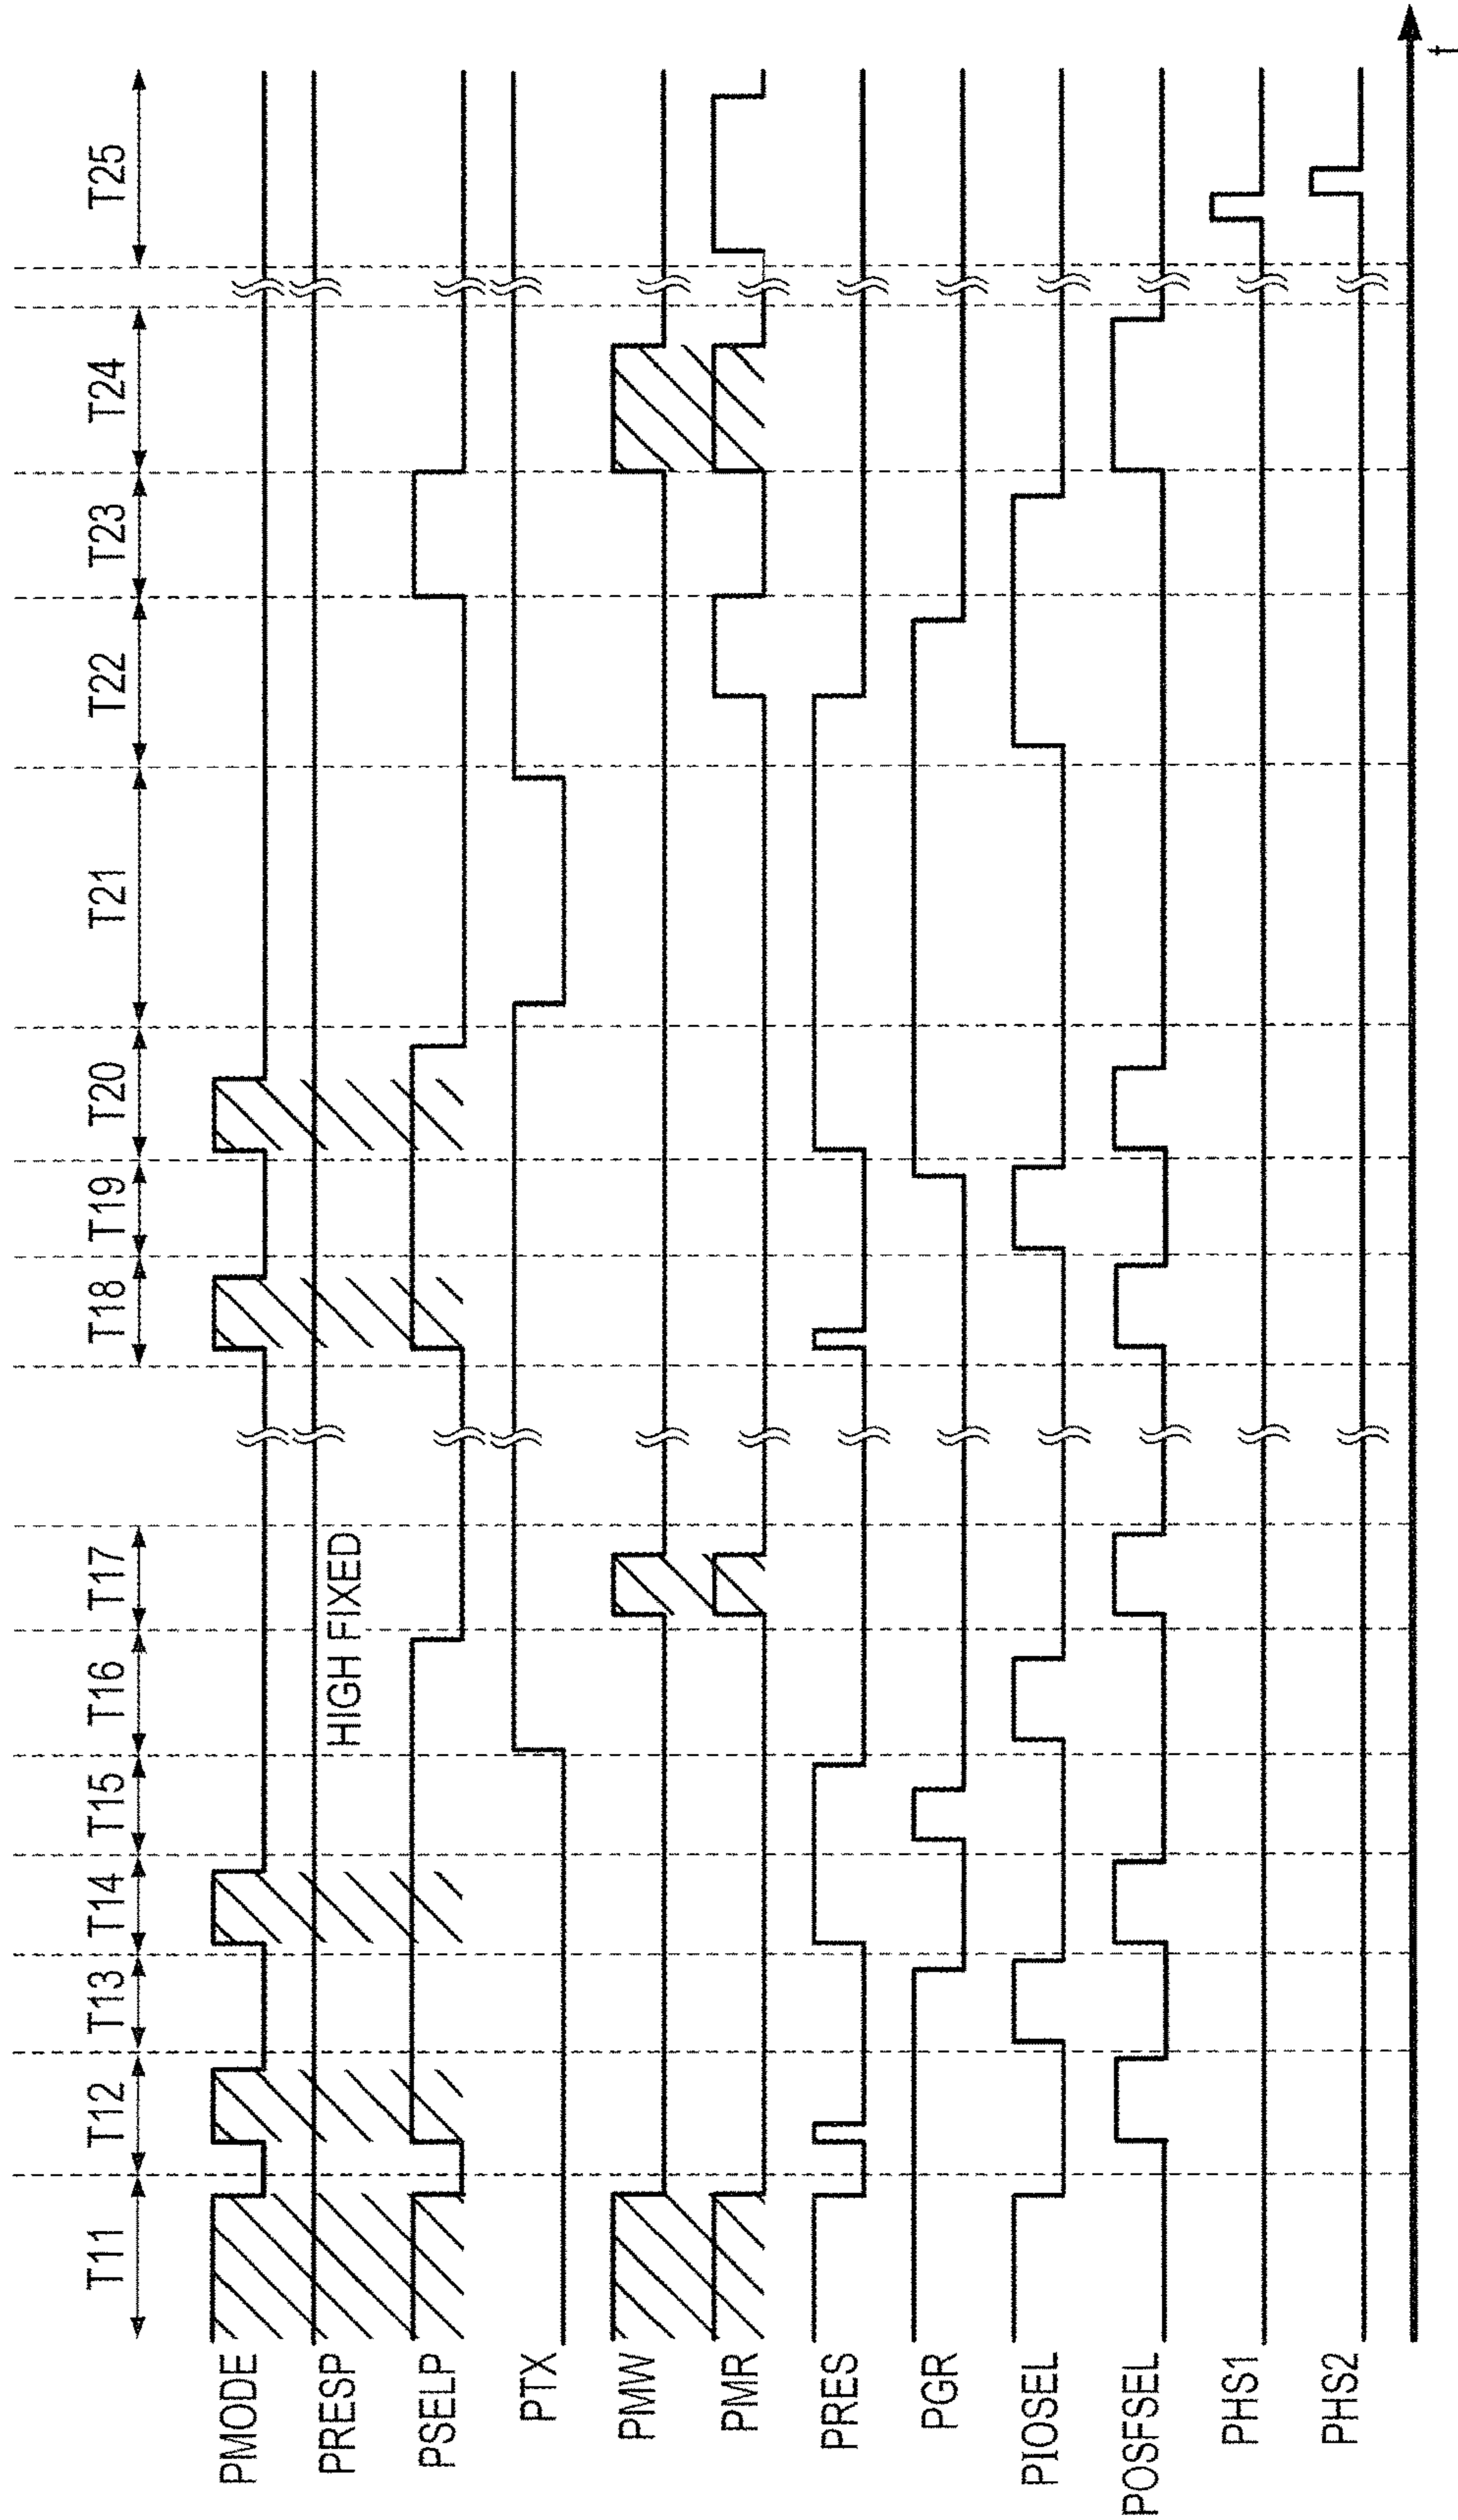 T11
T12
T13
T14
T15
T16
T17
T18
T19
T20
T21
T22
T23
T24
T25
PMODE
PRESP
HIGH FIXED
PSELP
PTX
PMW
PMR
PRES
PGR
PIOSEL
POSFSEL
PHS1
PHS2
t